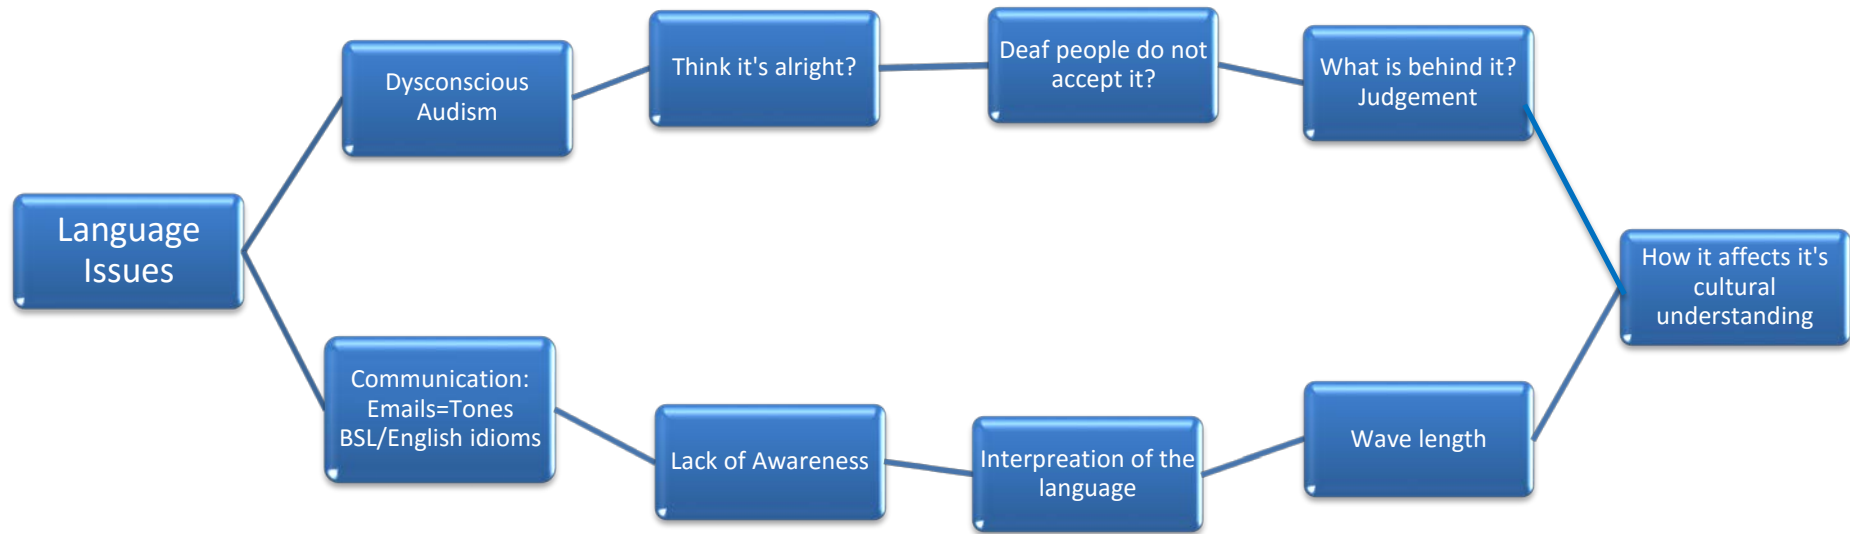 Language
Issues
Dysconscious
Audism
Think it's alright?
Deaf people do not
accept it?
What is behind it?
Judgement
How it affects it's
cultural
understanding
Communication:
Emails=Tones
BSL/English idioms
Lack of Awareness
Interpreation of the
language
Wave length